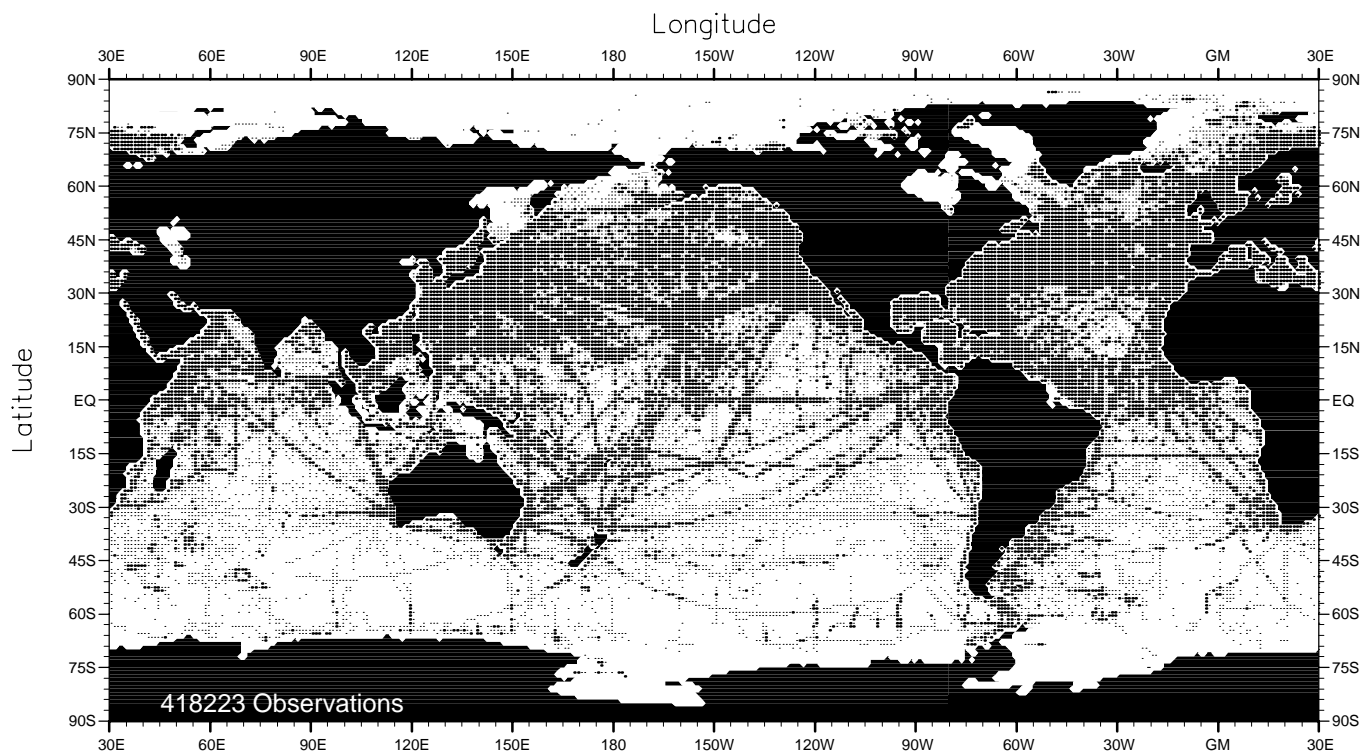 Longitude
30E 60E 90E 120E 150E 180 150W 120W 90W 60W 30W GM 30E
90N 90N
75N 75N
60N 60N
45N 45N
30N 30N
15N 15N
Latitude
EQ EQ
15S 15S
30S 30S
45S 45S
60S 60S
75S 75S
418223 Observations
90S 90S
30E 60E 90E 120E 150E 180 150W 120W 90W 60W 30W GM 30E